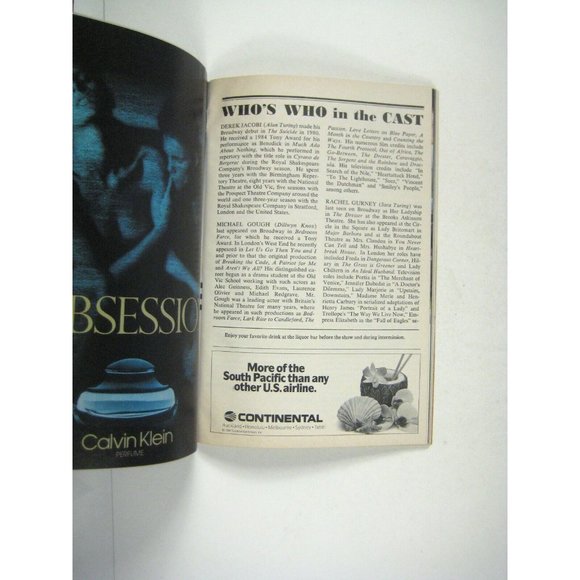 BSESSIO
Calvin Klein
PERFUME
WHO'S WHO in the CAST
DEREK JACOBI (Alan Turing) made his
Broadway debut in The Suicide in 1980.
He received a 1984 Tony Award for his
performance as Benedick in Much Ado
About Nothing, which he performed in
repertory with the title role in Cyrano de
Bergerac during the Royal Shakespeare
Company's Broadway season. He spent
three years with the Birmingham Reper-
tory Theatre, eight years with the National
Theatre at the Old Vic, five seasons with
the Prospect Theatre Company around the
world and one three-year season with the
Royal Shakespeare Company in Stratford,
London and the United States.
MICHAEL GOUGH (Dillwyn Knox)
last appeared on Broadway in Bedroom
Farce, for which he received a Tony
Award. In London's West End he recently
appeared in Let Us Go Then You and I
and prior to that the original production
of Breaking the Code, A Patriot for Me
and Aren't We All? His distinguished ca-
reer began as a drama student at the Old
Vic School working with such actors as
Alec Guinness, Edith Evans, Laurence
Olivier and Michael Redgrave. Mr.
Gough was a leading actor with Britain's
National Theatre for many years, where
he appeared in such productions as Bed-
room Farce, Lark Rise to Candleford, The
Passion, Love Letters on Blue Paper, A
Month in the Country and Counting the
Ways. His numerous film credits include
The Fourth Protocol, Out of Africa, The
Go-Between, The Dresser, Caravaggio,
The Serpent and the Rainbow and Drac-
ula. His television credits include "In
Search of the Nile," "Heartbreak Hotel,"
"To the Lighthouse," "Suez," "Vincent
the Dutchman" and "Smiley's People,"
among others.
RACHEL GURNEY (Sara Turing) was
last seen on Broadway as Her Ladyship
in The Dresser at the Brooks Atkinson
Theatre. She has also appeared at the Cir-
cle in the Square as Lady Britomart in
Major Barbara and at the Roundabout
Theatre as Mrs. Clandon in You Never
Can Tell and Mrs. Hushabye in Heart-
break House. In London her roles have
included Freda in Dangerous Corner, Hil-
ary in The Grass is Greener and Lady
Chiltern in An Ideal Husband. Television
roles include Portia in "The Merchant of
Venice," Jennifer Dubedat in "A Doctor's
Dilemma," Lady Marjorie in "Upstairs,
Downstairs," Madame Merle and Hen-
rietta Carbury in serialized adaptations of
Henry James' "Portrait of a Lady" and
Trollope's "The Way We Live Now," Em-
press Elizabeth in the "Fall of Eagles" se-
Enjoy your favorite drink at the liquor bar before the show and during intermission.
More of the
South Pacific than any
other U.S. airline.
CONTINENTAL
Auckland • Honolulu • Melbourne • Sydney • Tahiti